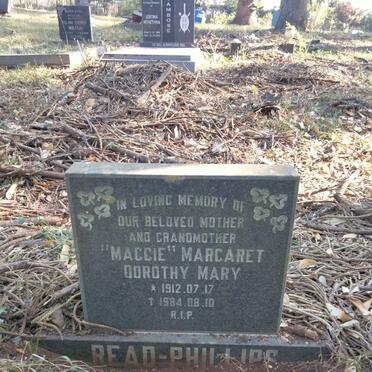 IN LOVING MEMORY OF
OUR BELOVED MOTHER
AND GRANDMOTHER
"MAGGIE" MARGARET
DOROTHY MARY
* 1912.07.17
† 1984.08.10
R.I.P.
READ-PHILLIPS